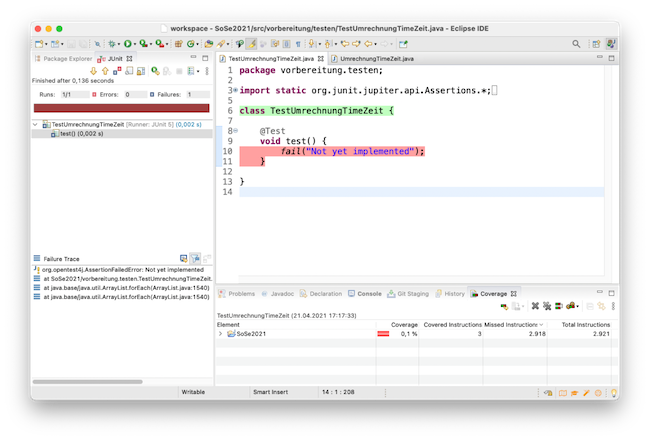 workspace - SoSe2021/src/vorbereitung/testen/TestUmrechnungTimeZeit.java - Eclipse IDE
Package Explorer JUnit
Finished after 0,136 seconds
Runs: 1/1 Errors: 0 Failures: 1
TestUmrechnungTimeZeit [Runner: JUnit 5] (0,002 s)
test() (0,002 s)
Failure Trace
org.opentest4j.AssertionFailedError: Not yet implemented
at SoSe2021/vorbereitung.testen.TestUmrechnungTimeZeit.
at java.base/java.util.ArrayList.forEach(ArrayList.java:1540)
at java.base/java.util.ArrayList.forEach(ArrayList.java:1540)
TestUmrechnungTimeZeit.java UmrechnungTimeZeit.java
1 package vorbereitung.testen;
2
3 import static org.junit.jupiter.api.Assertions.*;
5
6 class TestUmrechnungTimeZeit {
7
8 @Test
9 void test() {
10 fail("Not yet implemented");
11 }
12
13 }
14
Problems Javadoc Declaration Console Git Staging History Coverage
TestUmrechnungTimeZeit (21.04.2021 17:17:33)
Element Coverage Covered Instructions Missed Instructions Total Instructions
SoSe2021 0,1 % 3 2.918 2.921
Writable Smart Insert 14 : 1 : 208